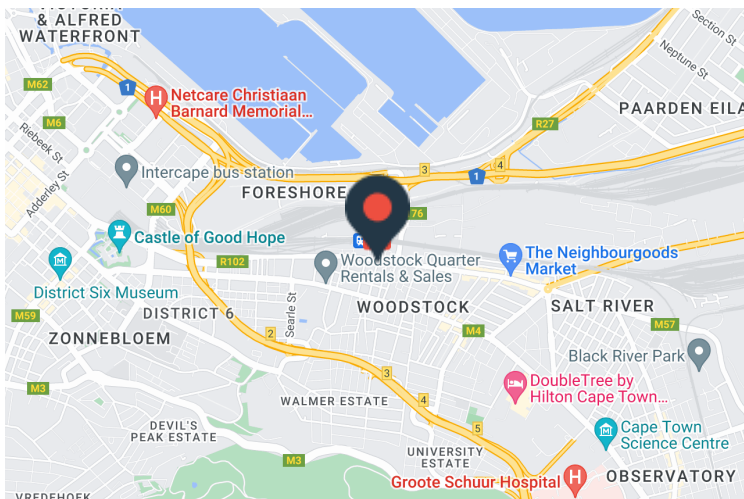 & ALFRED
WATERFRONT
Section St
Neptune St
M62
1
Netcare Christiaan
Barnard Memorial...
PAARDEN EILA
M6
R27
Riebeek St
3
4
1
Intercape bus station
FORESHORE
Adderley St
M60
76
Castle of Good Hope
R102
Woodstock Quarter
Rentals & Sales
The Neighbourgoods
Market
District Six Museum
DISTRICT 6
Searle St
WOODSTOCK
SALT RIVER
M59
ZONNEBLOEM
2
M4
M57
Black River Park
3
M3
DoubleTree by
Hilton Cape Town...
WALMER ESTATE
4
DEVIL'S
PEAK ESTATE
5
Cape Town
Science Centre
M3
UNIVERSITY
ESTATE
Groote Schuur Hospital
OBSERVATORY
VREDEHOEK